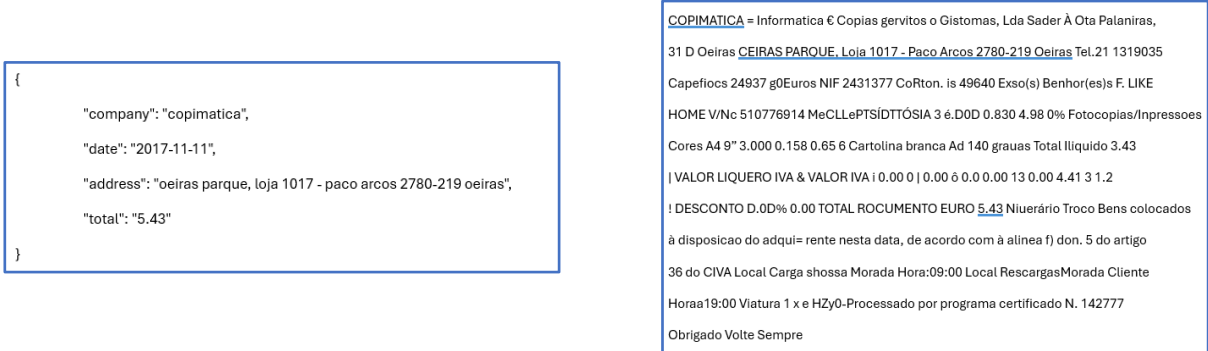 {
"company": "copimatica",
"date": "2017-11-11",
"address": "oeiras parque, loja 1017 - paco arcos 2780-219 oeiras",
"total": "5.43"
}
COPIMATICA = Informatica € Copias gervitos o Gistomas, Lda Sader À Ota Palaniras,
31 D Oeiras CEIRAS PARQUE, Loja 1017 - Paco Arcos 2780-219 Oeiras Tel.21 1319035
Capefiocs 24937 g0Euros NIF 2431377 CoRton. is 49640 Exso(s) Benhor(es)s F. LIKE
HOME V/Nc 510776914 MeCLLePTSÍDTTÓSIA 3 é.D0D 0.830 4.98 0% Fotocopias/Inpressoes
Cores A4 9” 3.000 0.158 0.65 6 Cartolina branca Ad 140 grauas Total Iliquido 3.43
| VALOR LIQUERO IVA & VALOR IVA i 0.00 0 | 0.00 ô 0.0 0.00 13 0.00 4.41 3 1.2
! DESCONTO D.0D% 0.00 TOTAL ROCUMENTO EURO 5.43 Niuerário Troco Bens colocados
à disposicao do adqui= rente nesta data, de acordo com à alinea f) don. 5 do artigo
36 do CIVA Local Carga shossa Morada Hora:09:00 Local RescargasMorada Cliente
Horaa19:00 Viatura 1 x e HZy0-Processado por programa certificado N. 142777
Obrigado Volte Sempre